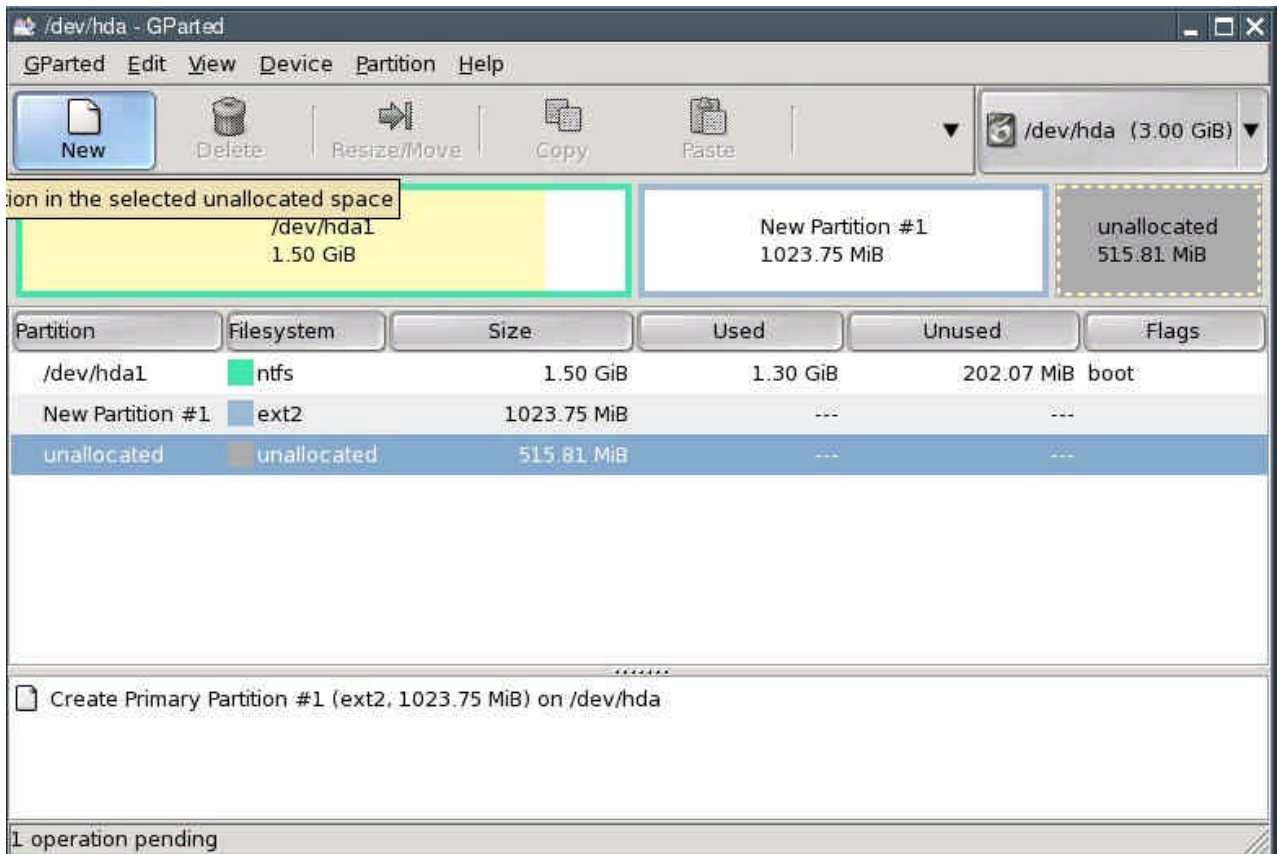 /dev/hda - GParted
GParted Edit View Device Partition Help
New Delete Resize/Move Copy Paste /dev/hda (3.00 GiB)
ion in the selected unallocated space
/dev/hda1 New Partition #1 unallocated
1.50 GiB 1023.75 MiB 515.81 MiB
Partition Filesystem Size Used Unused Flags
/dev/hda1 ntfs 1.50 GiB 1.30 GiB 202.07 MiB boot
New Partition #1 ext2 1023.75 MiB --- ---
unallocated unallocated 515.81 MiB --- ---
Create Primary Partition #1 (ext2, 1023.75 MiB) on /dev/hda
1 operation pending